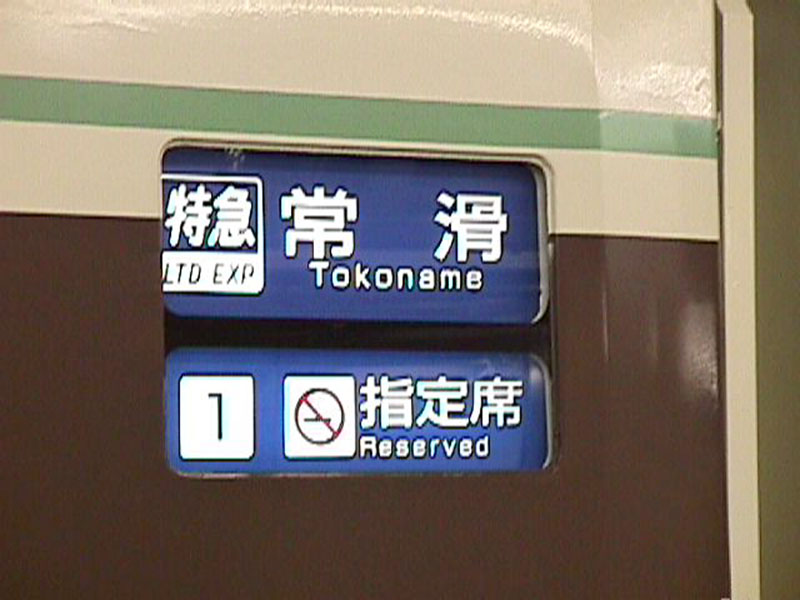 特急 常 滑
LTD EXP Tokoname
1 指定席
Reserved